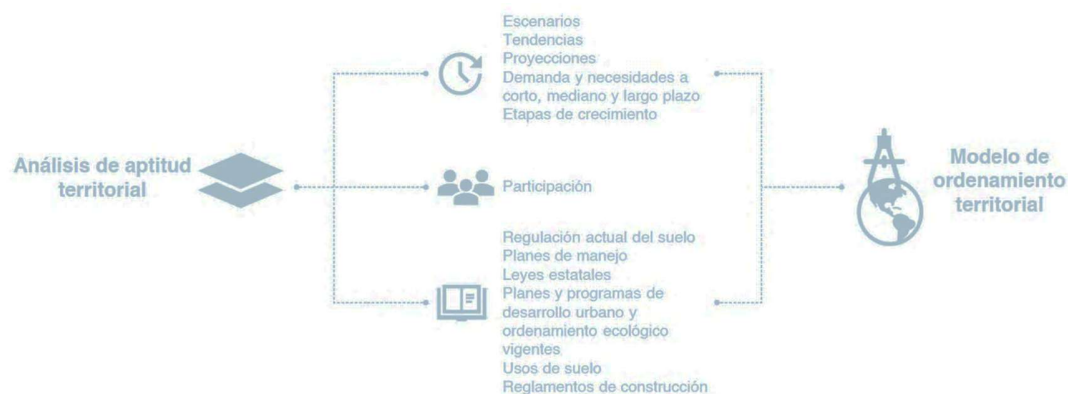 Análisis de aptitud
territorial
Escenarios
Tendencias
Proyecciones
Demanda y necesidades a
corto, mediano y largo plazo
Etapas de crecimiento
Participación
Regulación actual del suelo
Planes de manejo
Leyes estatales
Planes y programas de
desarrollo urbano y
ordenamiento ecológico
vigentes
Usos de suelo
Reglamentos de construcción
Modelo de
ordenamiento
territorial